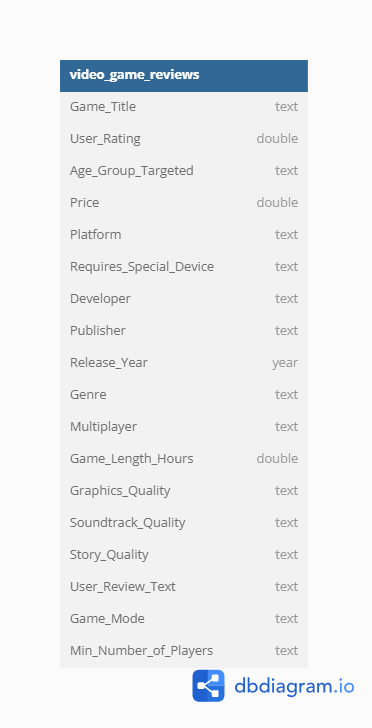 video_game_reviews
Game_Title text
User_Rating double
Age_Group_Targeted text
Price double
Platform text
Requires_Special_Device text
Developer text
Publisher text
Release_Year year
Genre text
Multiplayer text
Game_Length_Hours double
Graphics_Quality text
Soundtrack_Quality text
Story_Quality text
User_Review_Text text
Game_Mode text
Min_Number_of_Players text
dbdiagram.io